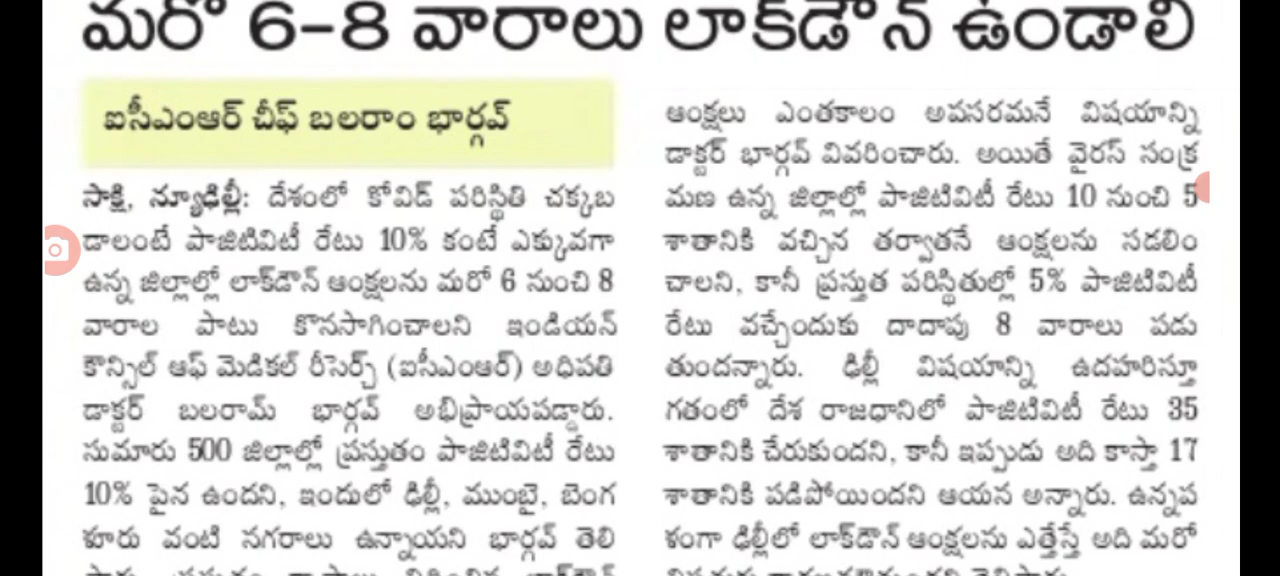 మరో 6-8 వారాలు లాక్‌డౌన్ ఉండాలి
ఐసీఎంఆర్ చీఫ్ బలరాం భార్గవ్
సాక్షి, న్యూఢిల్లీ: దేశంలో కోవిడ్ పరిస్థితి చక్కబ
డాలంటే పాజిటివిటీ రేటు 10% కంటే ఎక్కువగా
ఉన్న జిల్లాల్లో లాక్‌డౌన్ ఆంక్షలను మరో 6 నుంచి 8
వారాల పాటు కొనసాగించాలని ఇండియన్
కౌన్సిల్ ఆఫ్ మెడికల్ రీసెర్చ్ (ఐసీఎంఆర్) అధిపతి
డాక్టర్ బలరామ్ భార్గవ్ అభిప్రాయపడ్డారు.
సుమారు 500 జిల్లాల్లో ప్రస్తుతం పాజిటివిటీ రేటు
10% పైన ఉందని, ఇందులో ఢిల్లీ, ముంబై, బెంగ
ళూరు వంటి నగరాలు ఉన్నాయని భార్గవ్ తెలి
ఆంక్షలు ఎంతకాలం అవసరమనే విషయాన్ని
డాక్టర్ భార్గవ్ వివరించారు. అయితే వైరస్ సంక్ర
మణ ఉన్న జిల్లాల్లో పాజిటివిటీ రేటు 10 నుంచి 5
శాతానికి వచ్చిన తర్వాతనే ఆంక్షలను సడలిం
చాలని, కానీ ప్రస్తుత పరిస్థితుల్లో 5% పాజిటివిటీ
రేటు వచ్చేందుకు దాదాపు 8 వారాలు పడు
తుందన్నారు. ఢిల్లీ విషయాన్ని ఉదహరిస్తూ
గతంలో దేశ రాజధానిలో పాజిటివిటీ రేటు 35
శాతానికి చేరుకుందని, కానీ ఇప్పుడు అది కాస్తా 17
శాతానికి పడిపోయిందని ఆయన అన్నారు. ఉన్నప
ళంగా ఢిల్లీలో లాక్‌డౌన్ ఆంక్షలను ఎత్తేస్తే అది మరో